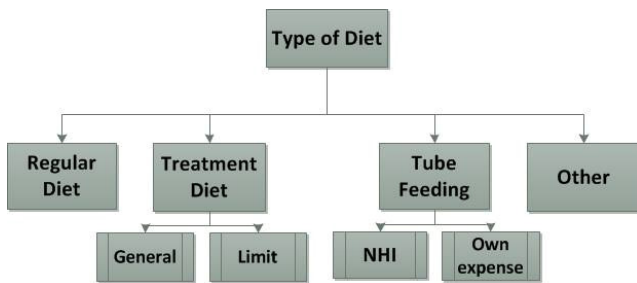 Type of Diet
Regular
Diet
Treatment
Diet
Tube
Feeding
Other
General
Limit
NHI
Own
expense